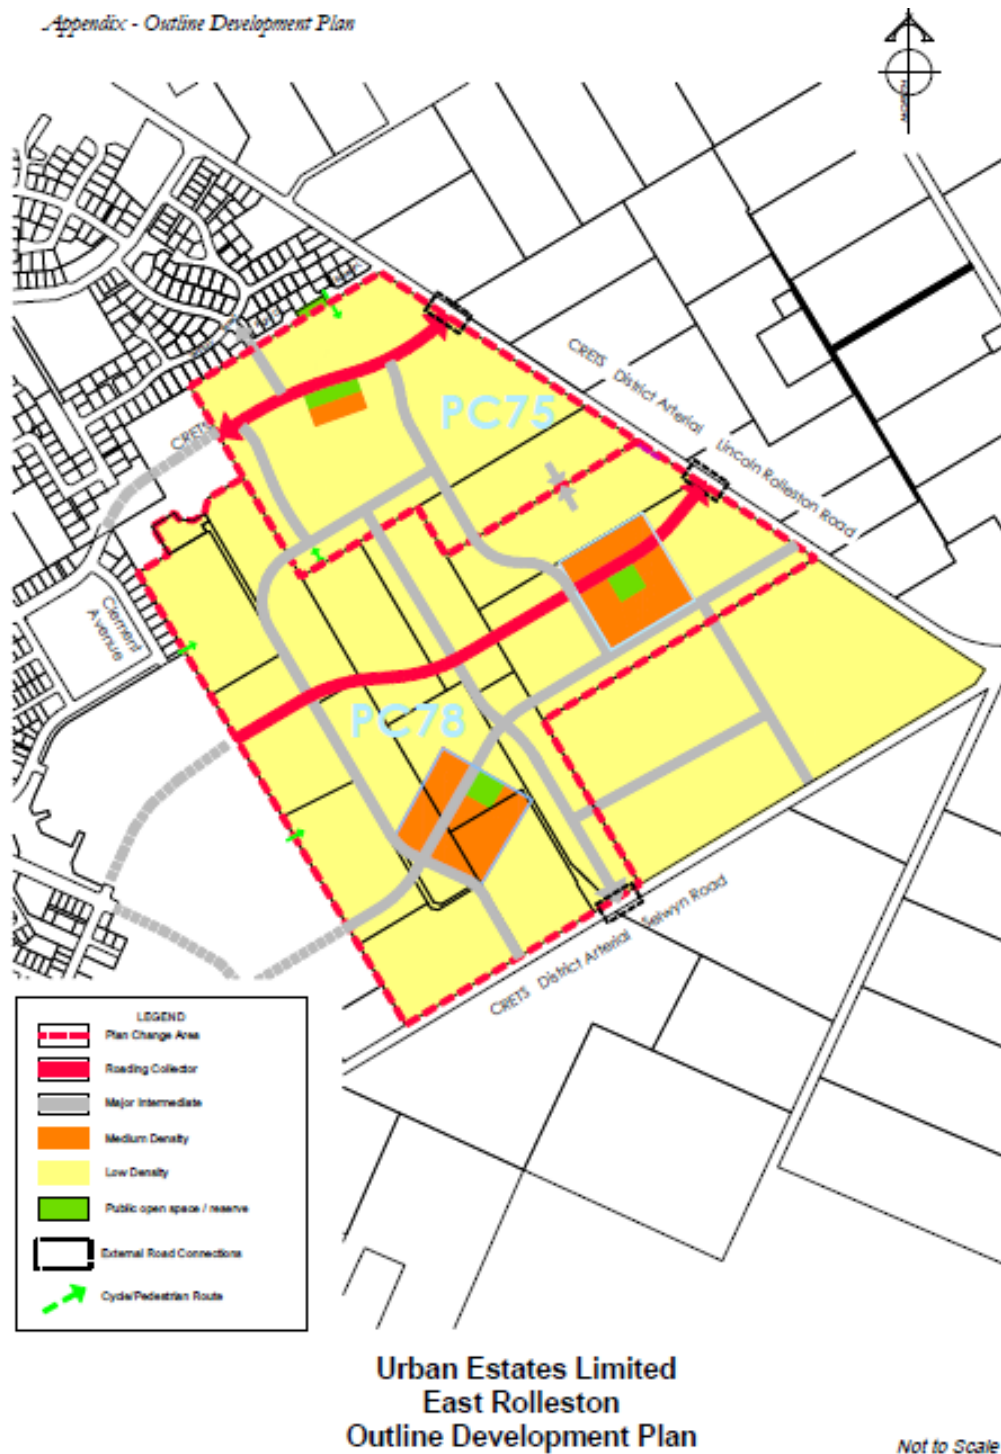 Appendix - Outline Development Plan
NORTH
CRETS District Arterial Lincoln Rolleston Road
PC75
CRETS
Clement
Avenue
PC78
CRETS District Arterial Selwyn Road
LEGEND
Plan Change Area
Roading Collector
Major Intermediate
Medium Density
Low Density
Public open space / reserve
External Road Connections
Cycle/Pedestrian Route
Urban Estates Limited
East Rolleston
Outline Development Plan
Not to Scale